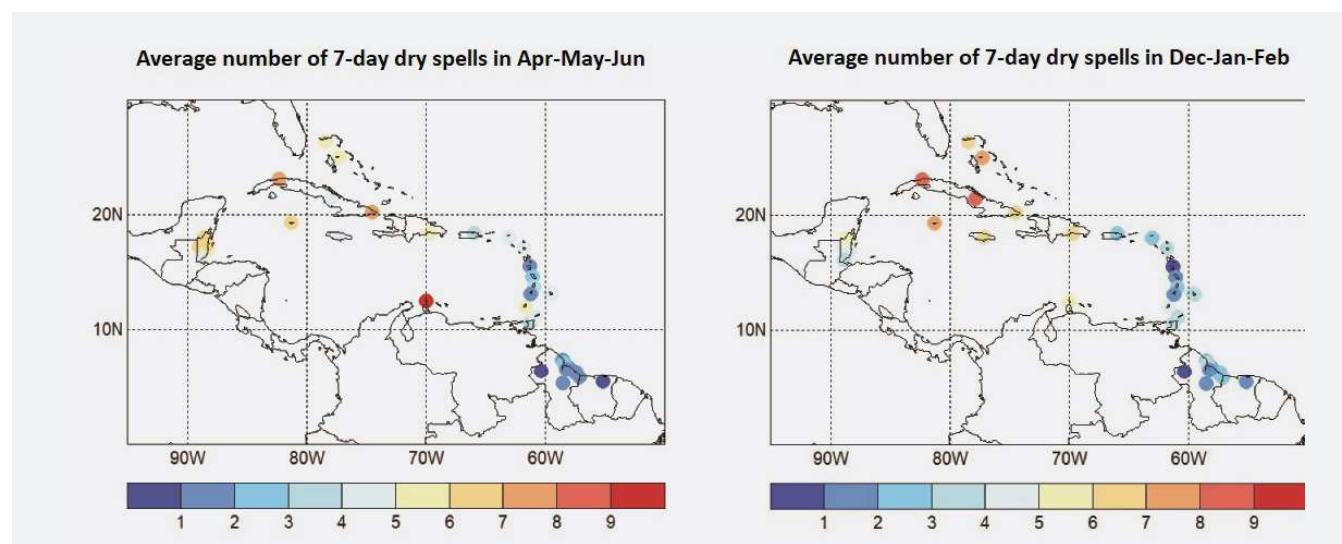 Average number of 7-day dry spells in Apr-May-Jun
20N
10N
90W 80W 70W 60W
1 2 3 4 5 6 7 8 9
Average number of 7-day dry spells in Dec-Jan-Feb
20N
10N
90W 80W 70W 60W
1 2 3 4 5 6 7 8 9